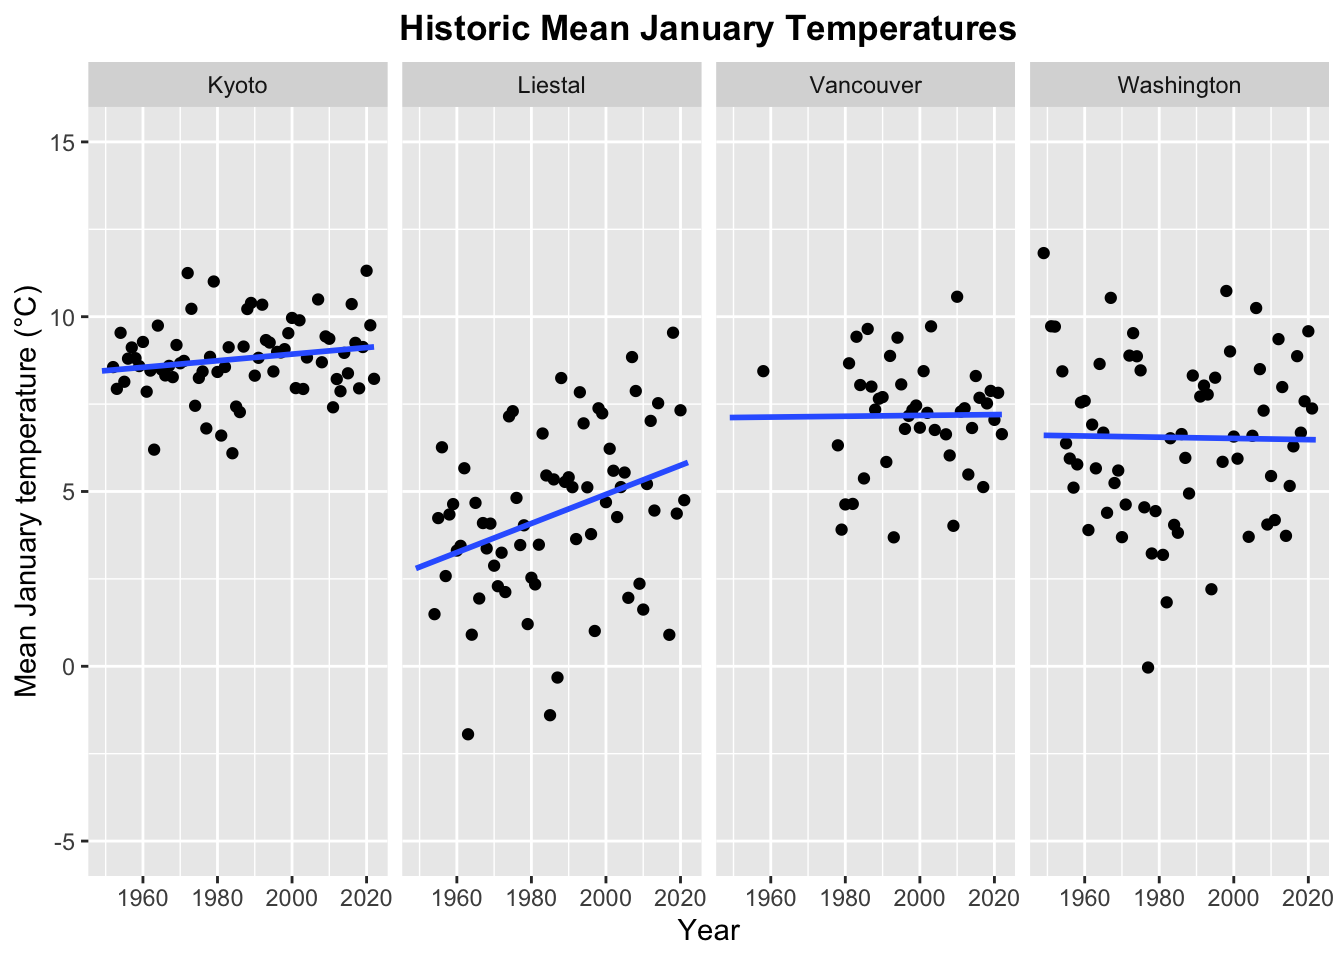 Historic Mean January Temperatures
Kyoto Liestal Vancouver Washington
Mean January temperature (°C)
15
10
5
0
-5
1960 1980 2000 2020 1960 1980 2000 2020 1960 1980 2000 2020 1960 1980 2000 2020
Year